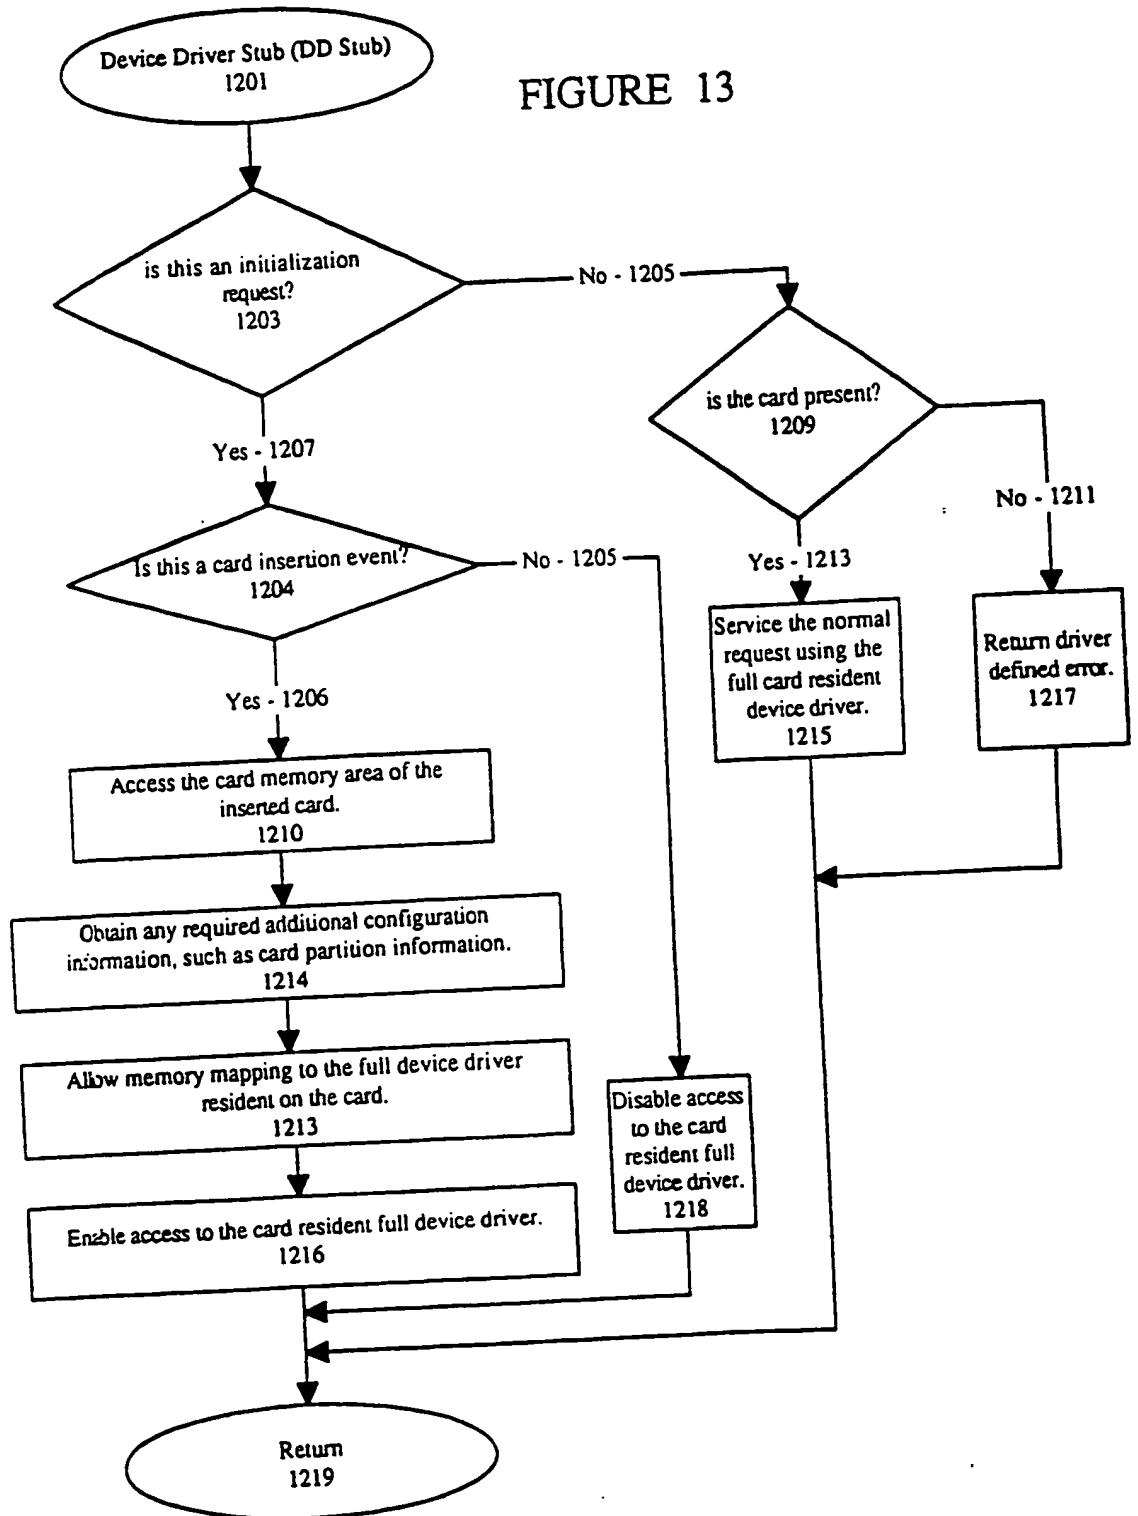 Device Driver Stub (DD Stub)
1201
FIGURE 13
is this an initialization
request?
1203
No - 1205
is the card present?
1209
Yes - 1207
No - 1211
Is this a card insertion event?
1204
No - 1205
Yes - 1213
Service the normal
request using the
full card resident
device driver.
1215
Return driver
defined error.
1217
Yes - 1206
Access the card memory area of the
inserted card.
1210
Obtain any required additional configuration
information, such as card partition information.
1214
Allow memory mapping to the full device driver
resident on the card.
1213
Disable access
to the card
resident full
device driver.
1218
Enable access to the card resident full device driver.
1216
Return
1219